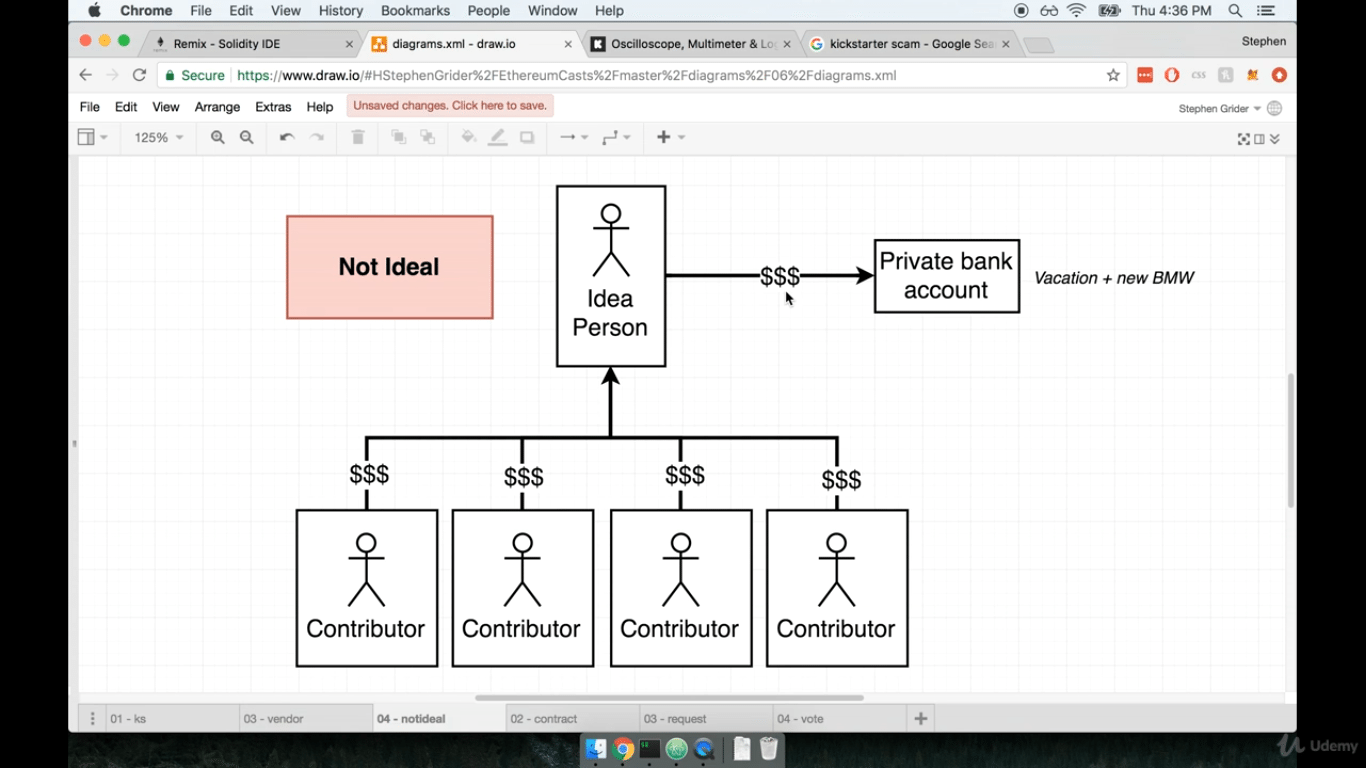 Chrome File Edit View History Bookmarks People Window Help Thu 4:36 PM
Remix - Solidity IDE diagrams.xml - draw.io Oscilloscope, Multimeter & Lo kickstarter scam - Google Sea Stephen
Secure https://www.draw.io/#HStephenGrider%2FEthereumCasts%2Fmaster%2Fdiagrams%2F06%2Fdiagrams.xml
File Edit View Arrange Extras Help Unsaved changes. Click here to save. Stephen Grider
125%
Not Ideal
Idea
Person
$$$
Private bank
account
Vacation + new BMW
$$$ $$$ $$$ $$$
Contributor Contributor Contributor Contributor
01 - ks 03 - vendor 04 - notideal 02 - contract 03 - request 04 - vote
Udemy